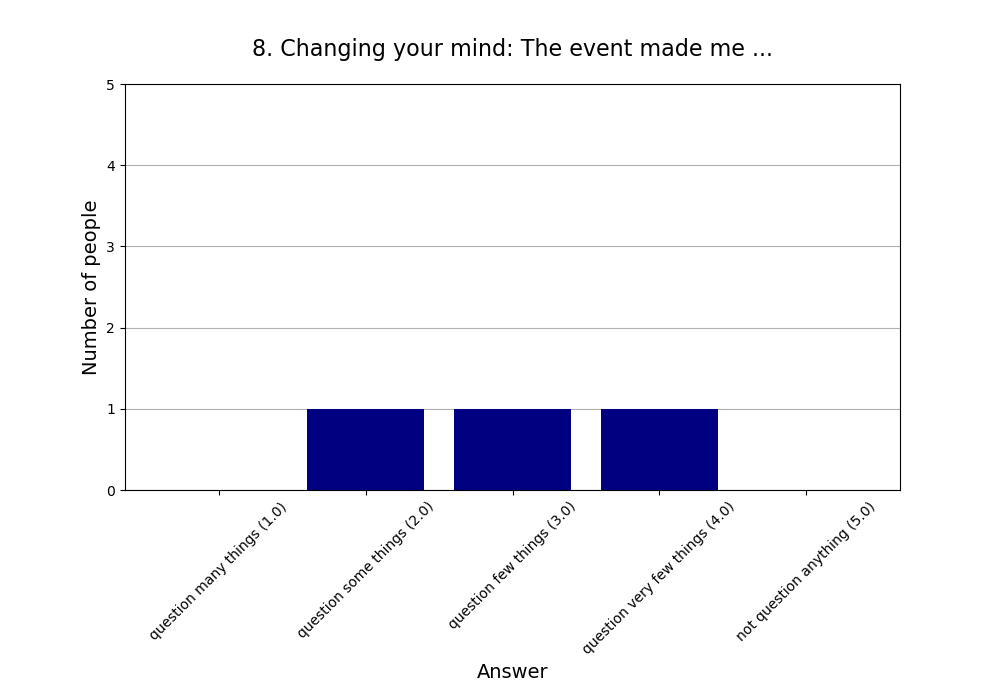 8. Changing your mind: The event made me ...
Number of people
5
4
3
2
1
0
question many things (1.0)
question some things (2.0)
question few things (3.0)
question very few things (4.0)
not question anything (5.0)
Answer